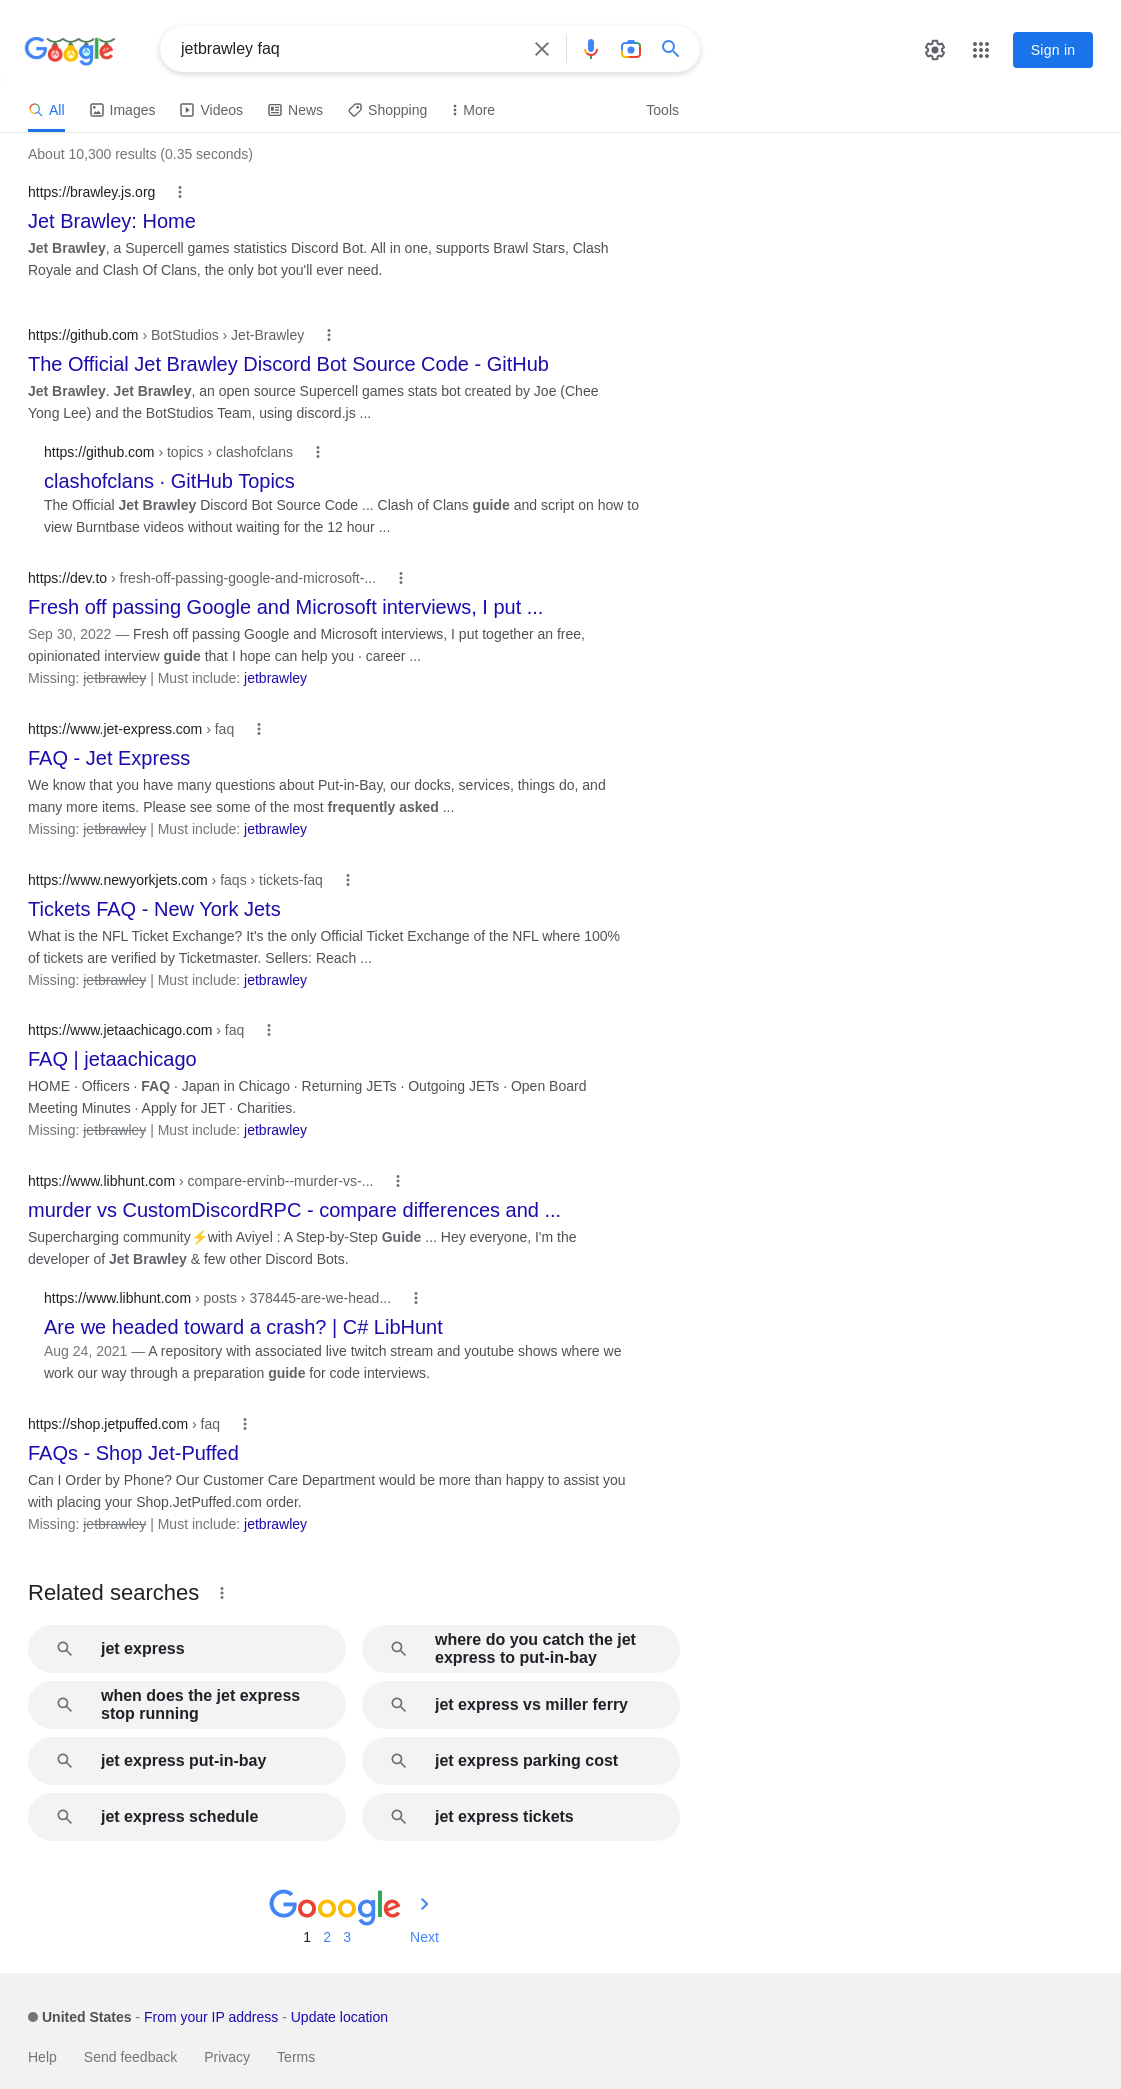 Google
jetbrawley faq
Sign in
All Images Videos News Shopping More Tools
About 10,300 results (0.35 seconds)
https://brawley.js.org
Jet Brawley: Home
Jet Brawley, a Supercell games statistics Discord Bot. All in one, supports Brawl Stars, Clash
Royale and Clash Of Clans, the only bot you'll ever need.
https://github.com › BotStudios › Jet-Brawley
The Official Jet Brawley Discord Bot Source Code - GitHub
Jet Brawley. Jet Brawley, an open source Supercell games stats bot created by Joe (Chee
Yong Lee) and the BotStudios Team, using discord.js ...
https://github.com › topics › clashofclans
clashofclans · GitHub Topics
The Official Jet Brawley Discord Bot Source Code ... Clash of Clans guide and script on how to
view Burntbase videos without waiting for the 12 hour ...
https://dev.to › fresh-off-passing-google-and-microsoft-...
Fresh off passing Google and Microsoft interviews, I put ...
Sep 30, 2022 — Fresh off passing Google and Microsoft interviews, I put together an free,
opinionated interview guide that I hope can help you · career ...
Missing: jetbrawley | Must include: jetbrawley
https://www.jet-express.com › faq
FAQ - Jet Express
We know that you have many questions about Put-in-Bay, our docks, services, things do, and
many more items. Please see some of the most frequently asked ...
Missing: jetbrawley | Must include: jetbrawley
https://www.newyorkjets.com › faqs › tickets-faq
Tickets FAQ - New York Jets
What is the NFL Ticket Exchange? It's the only Official Ticket Exchange of the NFL where 100%
of tickets are verified by Ticketmaster. Sellers: Reach ...
Missing: jetbrawley | Must include: jetbrawley
https://www.jetaachicago.com › faq
FAQ | jetaachicago
HOME · Officers · FAQ · Japan in Chicago · Returning JETs · Outgoing JETs · Open Board
Meeting Minutes · Apply for JET · Charities.
Missing: jetbrawley | Must include: jetbrawley
https://www.libhunt.com › compare-ervinb--murder-vs-...
murder vs CustomDiscordRPC - compare differences and ...
Supercharging community⚡with Aviyel : A Step-by-Step Guide ... Hey everyone, I'm the
developer of Jet Brawley & few other Discord Bots.
https://www.libhunt.com › posts › 378445-are-we-head...
Are we headed toward a crash? | C# LibHunt
Aug 24, 2021 — A repository with associated live twitch stream and youtube shows where we
work our way through a preparation guide for code interviews.
https://shop.jetpuffed.com › faq
FAQs - Shop Jet-Puffed
Can I Order by Phone? Our Customer Care Department would be more than happy to assist you
with placing your Shop.JetPuffed.com order.
Missing: jetbrawley | Must include: jetbrawley
Related searches
jet express
where do you catch the jet
express to put-in-bay
when does the jet express
stop running
jet express vs miller ferry
jet express put-in-bay
jet express parking cost
jet express schedule
jet express tickets
Gooogle
1 2 3 Next
United States - From your IP address - Update location
Help Send feedback Privacy Terms